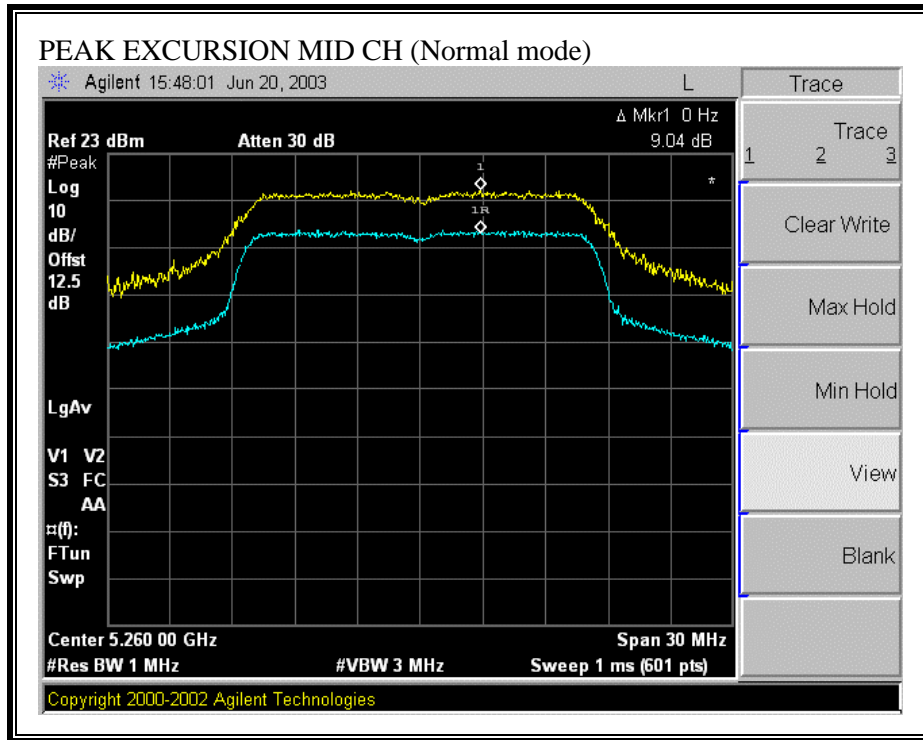 PEAK EXCURSION MID CH (Normal mode)
Agilent 15:48:01 Jun 20, 2003 L
Trace
Δ Mkr1 0 Hz
Ref 23 dBm Atten 30 dB 9.04 dB
#Peak
Log
10
dB/
Offst
12.5
dB
1
*
1R
LgAv
V1 V2
S3 FC
AA
¤(f):
FTun
Swp
Center 5.260 00 GHz Span 30 MHz
#Res BW 1 MHz #VBW 3 MHz Sweep 1 ms (601 pts)
Copyright 2000-2002 Agilent Technologies
Trace
1 2 3
Clear Write
Max Hold
Min Hold
View
Blank